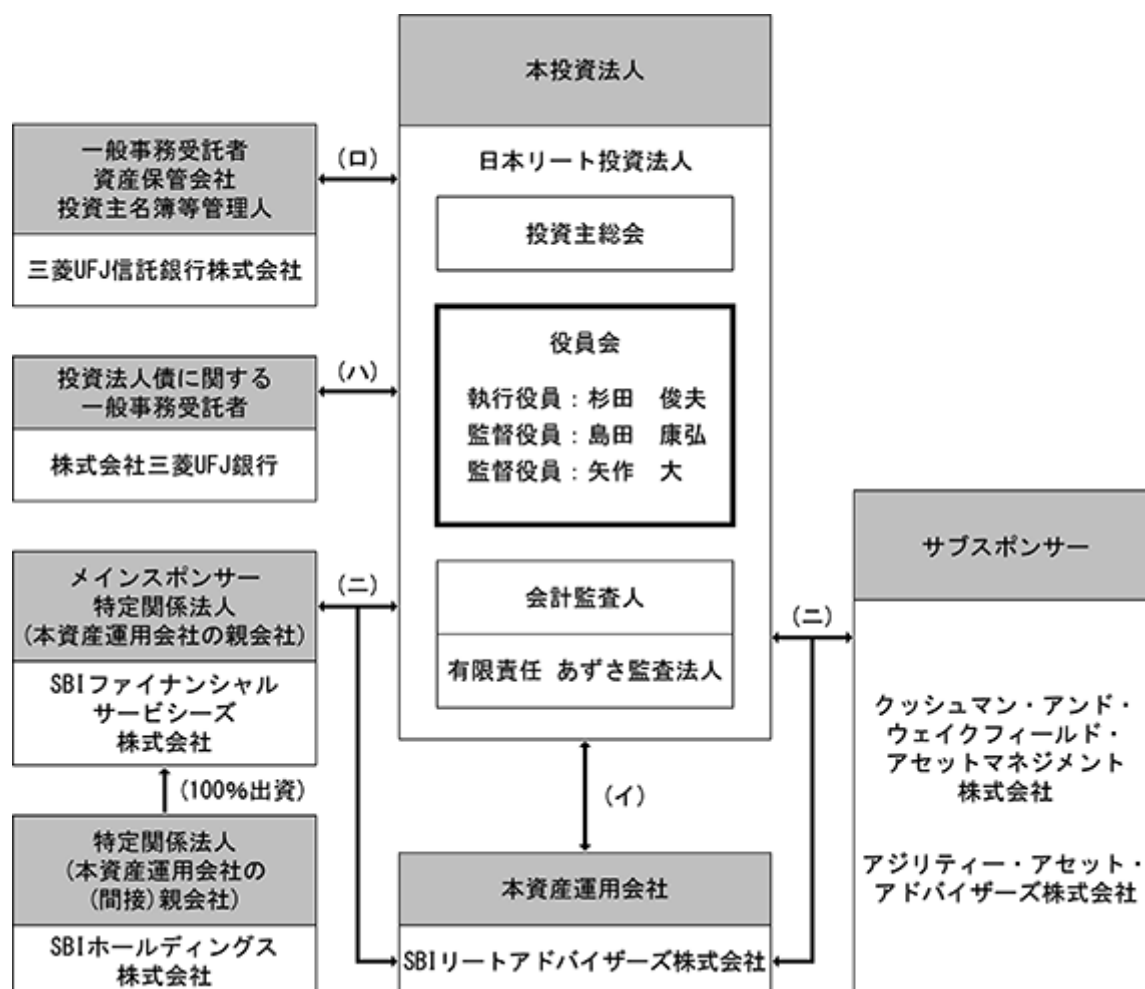 本投資法人
日本リート投資法人
投資主総会
役員会
執行役員：杉田　俊夫
監督役員：島田　康弘
監督役員：矢作　大
会計監査人
有限責任 あずさ監査法人
一般事務受託者
資産保管会社
投資主名簿等管理人
三菱UFJ信託銀行株式会社
(ロ)
投資法人債に関する
一般事務受託者
株式会社三菱UFJ銀行
(ハ)
メインスポンサー
特定関係法人
(本資産運用会社の親会社)
SBIファイナンシャル
サービシーズ
株式会社
(ニ)
(100%出資)
特定関係法人
(本資産運用会社の
(間接)親会社)
SBIホールディングス
株式会社
(イ)
本資産運用会社
SBIリートアドバイザーズ株式会社
(ニ)
サブスポンサー
クッシュマン・アンド・
ウェイクフィールド・
アセットマネジメント
株式会社
アジリティー・アセット・
アドバイザーズ株式会社